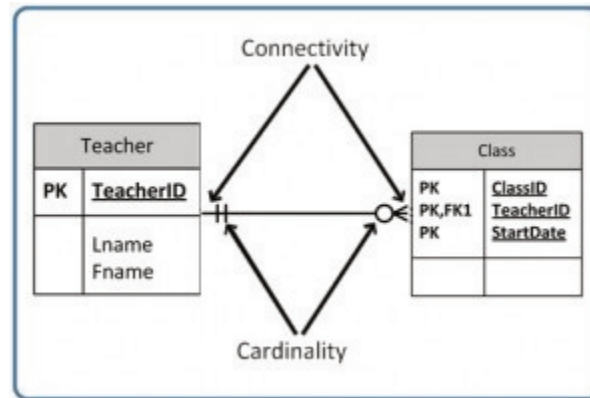 Connectivity
Teacher
PK TeacherID
Lname
Fname
Class
PK ClassID
PK,FK1 TeacherID
PK StartDate
Cardinality